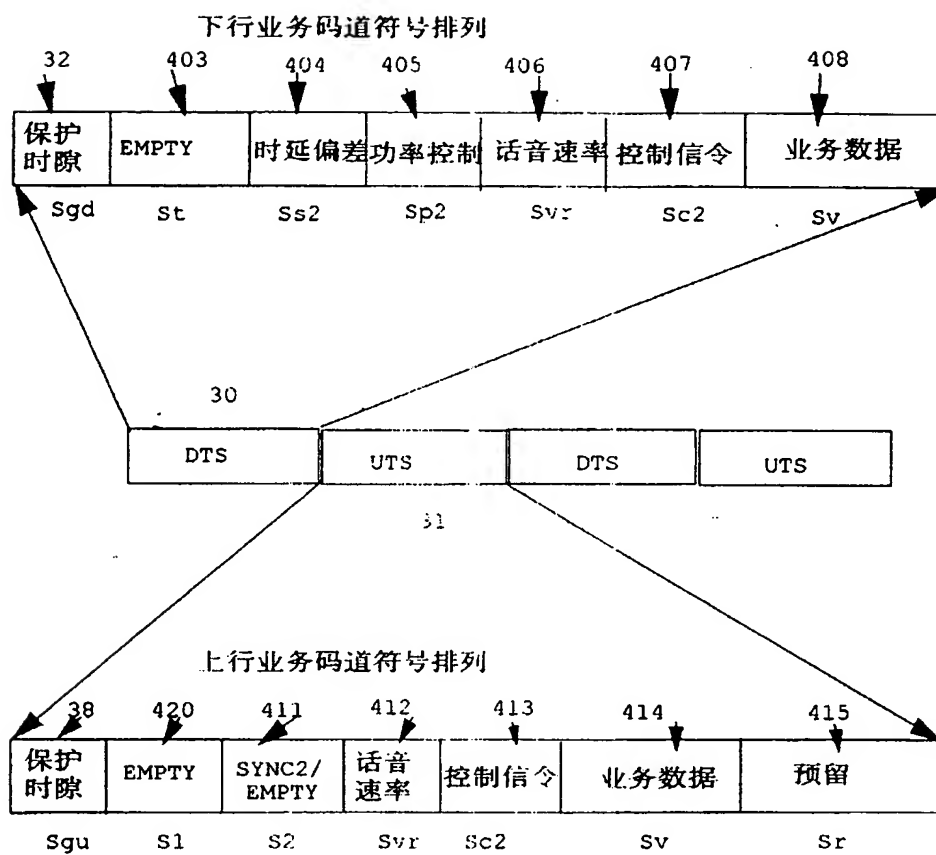 下行业务码道符号排列
32 403 404 405 406 407 408
保护时隙 EMPTY 时延偏差 功率控制 话音速率 控制信令 业务数据
Sgd St Ss2 Sp2 Svr Sc2 Sv
30
DTS UTS DTS UTS
31
上行业务码道符号排列
38 420 411 412 413 414 415
保护时隙 EMPTY SYNC2/EMPTY 话音速率 控制信令 业务数据 预留
Sgu S1 S2 Svr Sc2 Sv Sr